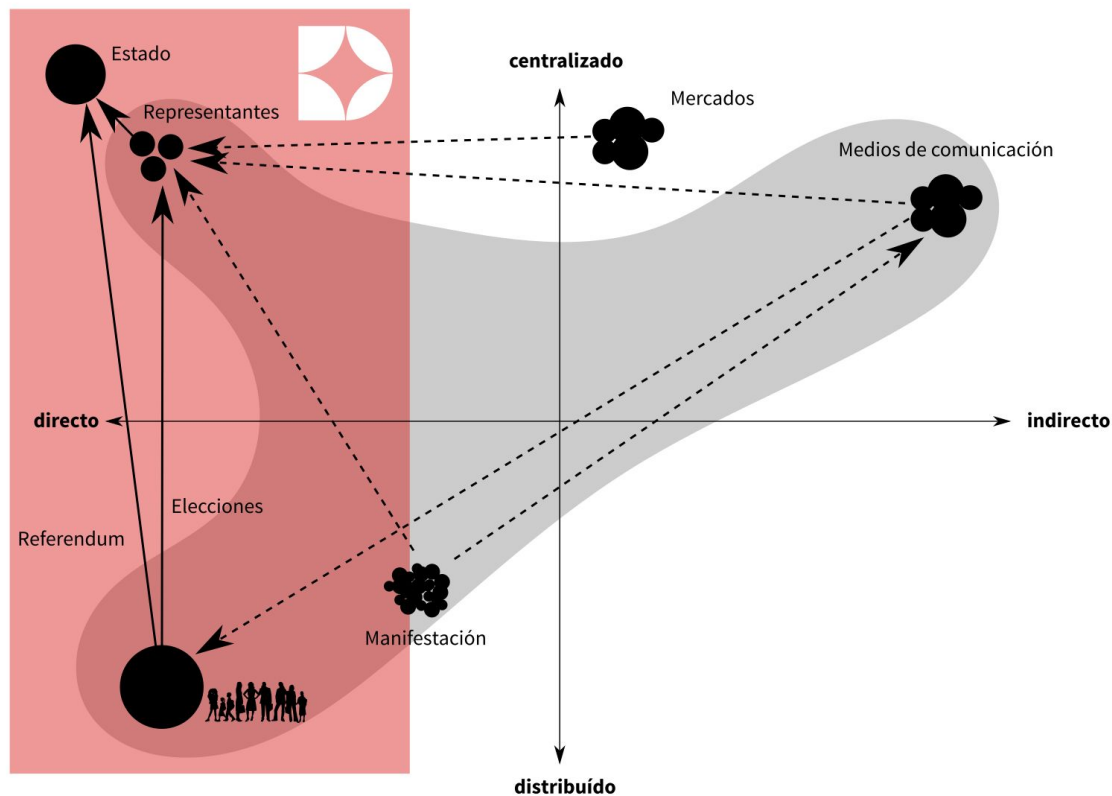 Estado
centralizado
Representantes
Mercados
Medios de comunicación
directo
indirecto
Elecciones
Referendum
Manifestación
distribuído